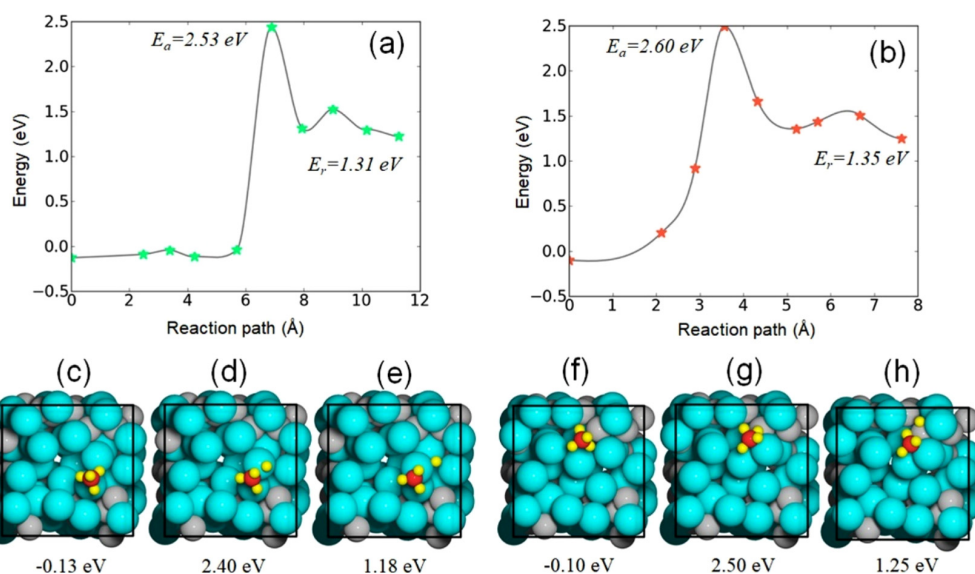 (a)
E_a=2.53 eV
E_r=1.31 eV
Energy (eV)
2.5
2.0
1.5
1.0
0.5
0.0
−0.5
0 2 4 6 8 10 12
Reaction path (Å)
(b)
E_a=2.60 eV
E_r=1.35 eV
Energy (eV)
2.5
2.0
1.5
1.0
0.5
0.0
−0.5
0 1 2 3 4 5 6 7 8
Reaction path (Å)
(c) (d) (e) (f) (g) (h)
-0.13 eV 2.40 eV 1.18 eV -0.10 eV 2.50 eV 1.25 eV